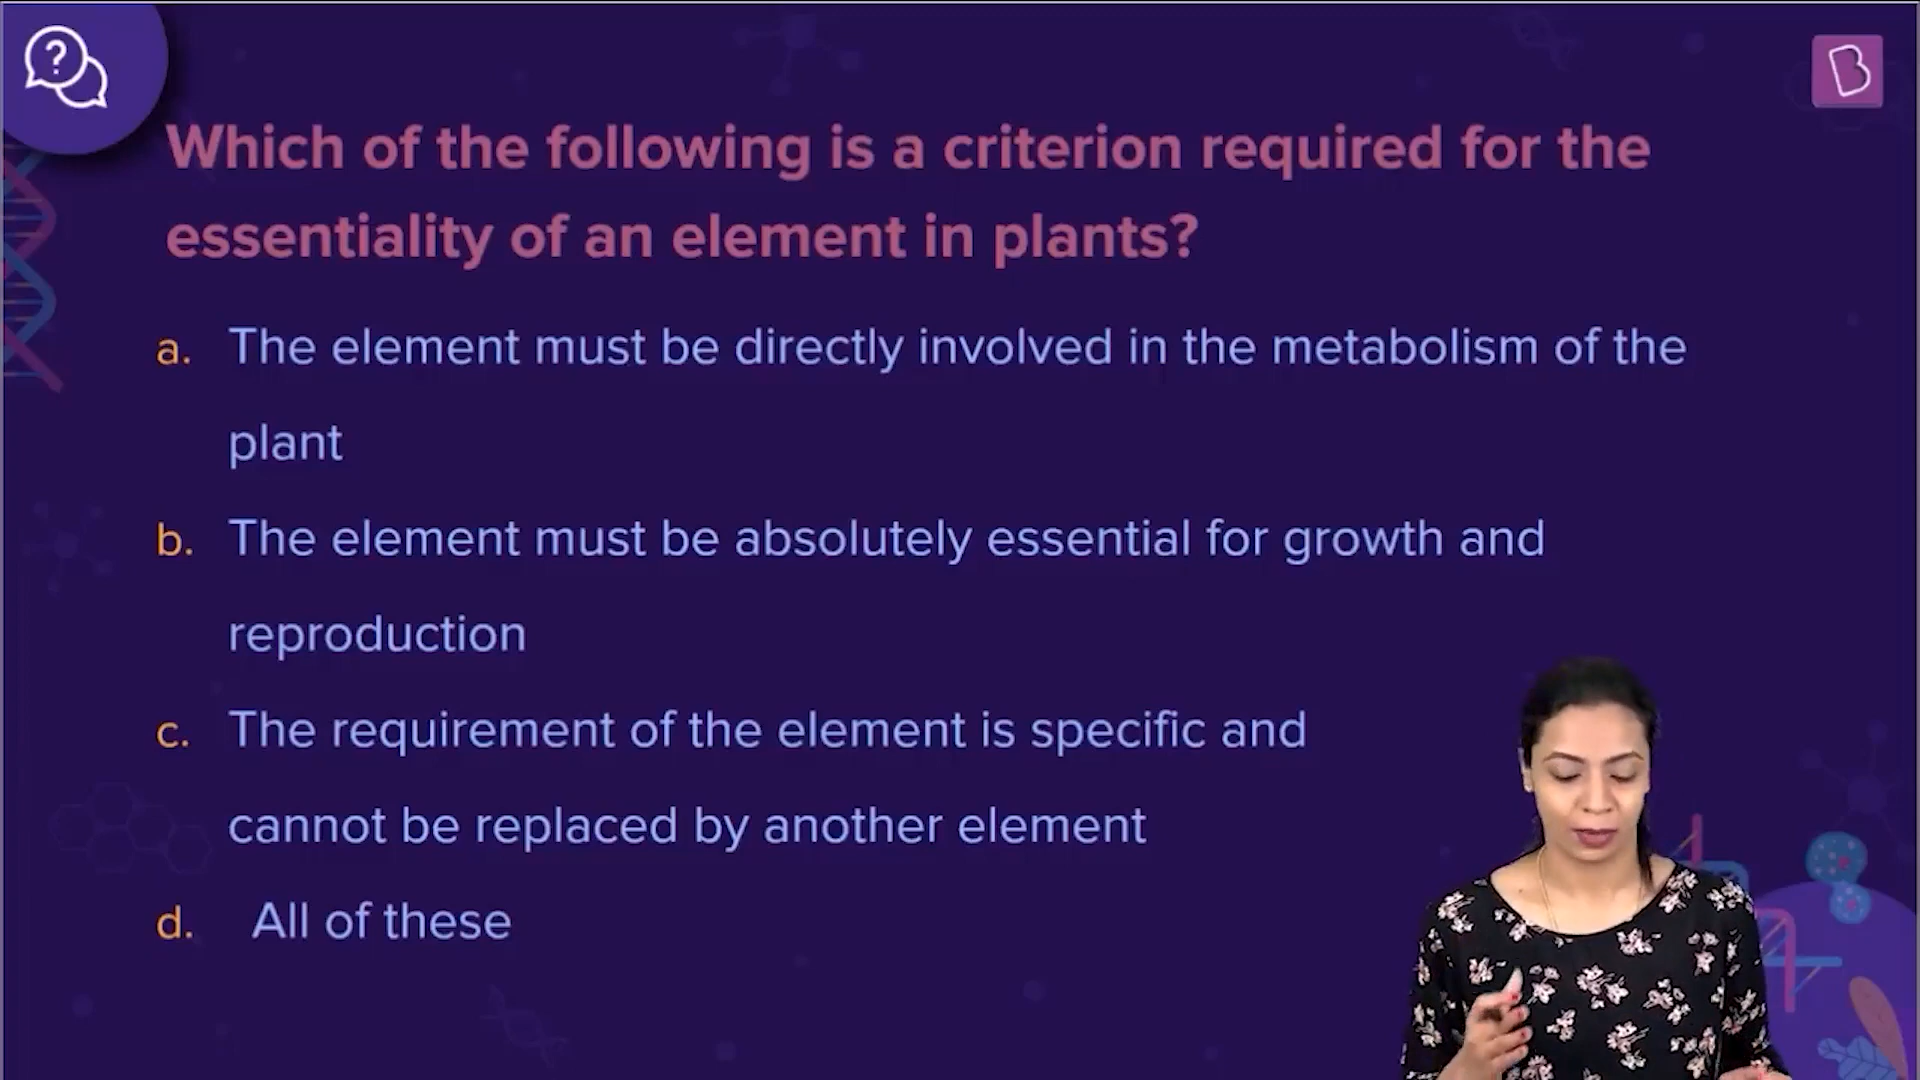 Which of the following is a criterion required for the
essentiality of an element in plants?
a. The element must be directly involved in the metabolism of the
plant
b. The element must be absolutely essential for growth and
reproduction
c. The requirement of the element is specific and
cannot be replaced by another element
d. All of these
?
B